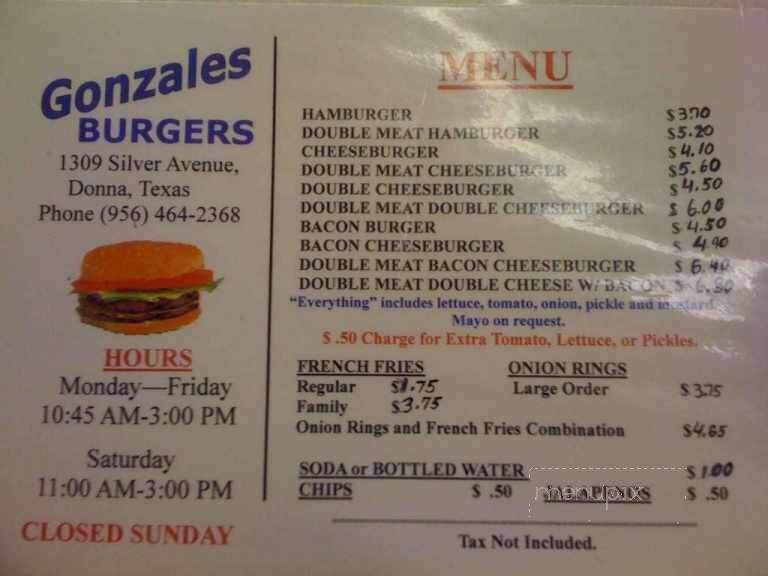 Gonzales
BURGERS
1309 Silver Avenue,
Donna, Texas
Phone (956) 464-2368
HOURS
Monday—Friday
10:45 AM-3:00 PM
Saturday
11:00 AM-3:00 PM
CLOSED SUNDAY
MENU
HAMBURGER $3.70
DOUBLE MEAT HAMBURGER $5.20
CHEESEBURGER $4.10
DOUBLE MEAT CHEESEBURGER $5.60
DOUBLE CHEESEBURGER $4.50
DOUBLE MEAT DOUBLE CHEESEBURGER $6.00
BACON BURGER $4.50
BACON CHEESEBURGER $4.90
DOUBLE MEAT BACON CHEESEBURGER $6.40
DOUBLE MEAT DOUBLE CHEESE W/ BACON $
"Everything" includes lettuce, tomato, onion, pickle and mustard.
Mayo on request.
$.50 Charge for Extra Tomato, Lettuce, or Pickles.
FRENCH FRIES ONION RINGS
Regular $1.75 Large Order $3.75
Family $3.75
Onion Rings and French Fries Combination $4.65
SODA or BOTTLED WATER $1.00
CHIPS $ .50 JALAPENOS $ .50
menupix
Tax Not Included.